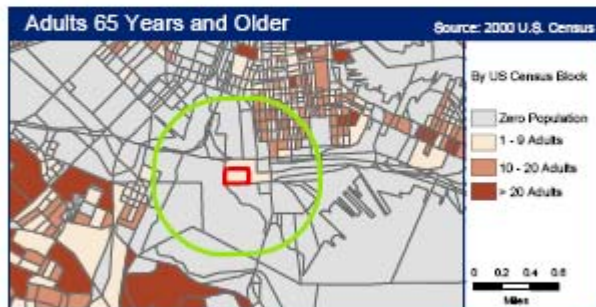 Adults 65 Years and Older
Source: 2000 U.S. Census
By US Census Block
Zero Population
1 - 9 Adults
10 - 20 Adults
> 20 Adults
0 0.2 0.4 0.6
Miles